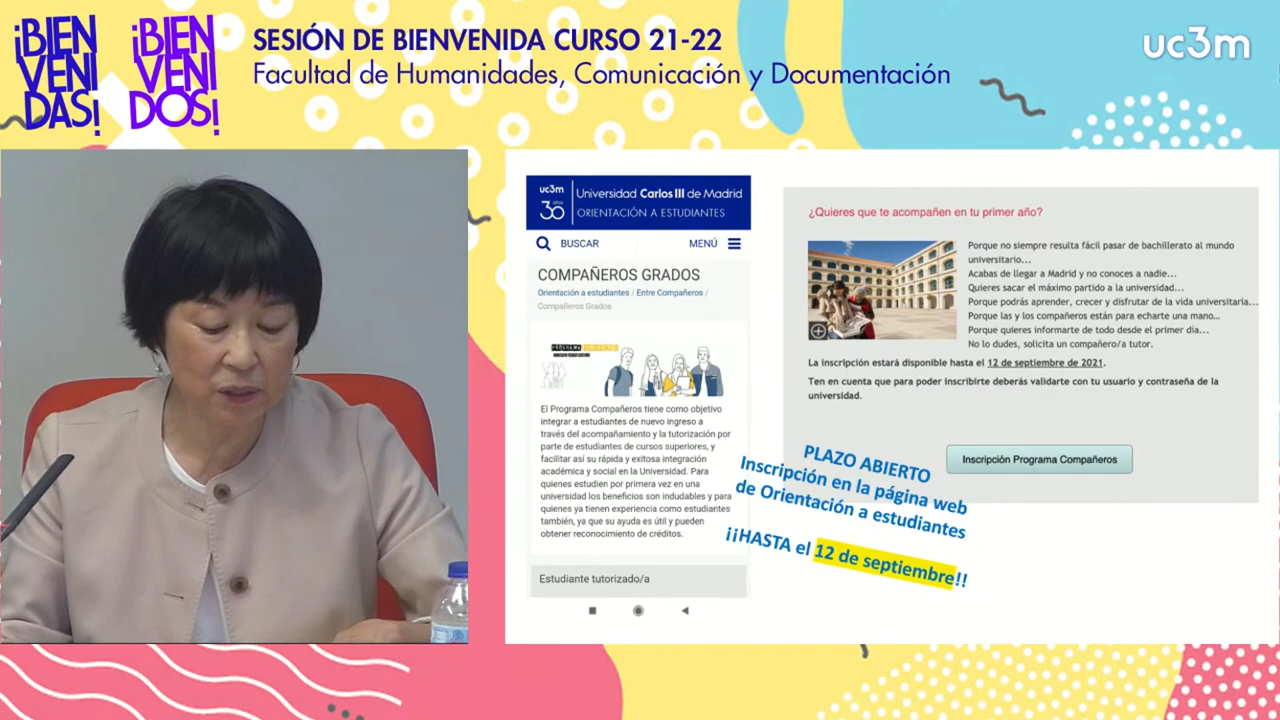 ¡BIEN
VENI
DAS!
¡BIEN
VENI
DOS!
SESIÓN DE BIENVENIDA CURSO 21-22
Facultad de Humanidades, Comunicación y Documentación
uc3m
uc3m
30
años
Universidad Carlos III de Madrid
ORIENTACIÓN A ESTUDIANTES
BUSCAR
MENÚ
COMPAÑEROS GRADOS
Orientación a estudiantes / Entre Compañeros /
Compañeros Grados
El Programa Compañeros tiene como objetivo
integrar a estudiantes de nuevo ingreso a
través del acompañamiento y la tutorización por
parte de estudiantes de cursos superiores, y
facilitar así su rápida y exitosa integración
académica y social en la Universidad. Para
quienes estudien por primera vez en una
universidad los beneficios son indudables y para
quienes ya tienen experiencia como estudiantes
también, ya que su ayuda es útil y pueden
obtener reconocimiento de créditos.
Estudiante tutorizado/a
¿Quieres que te acompañen en tu primer año?
Porque no siempre resulta fácil pasar de bachillerato al mundo
universitario...
Acabas de llegar a Madrid y no conoces a nadie...
Quieres sacar el máximo partido a la universidad...
Porque podrás aprender, crecer y disfrutar de la vida universitaria...
Porque las y los compañeros están para echarte una mano...
Porque quieres informarte de todo desde el primer día...
No lo dudes, solicita un compañero/a tutor.
La inscripción estará disponible hasta el 12 de septiembre de 2021.
Ten en cuenta que para poder inscribirte deberás validarte con tu usuario y contraseña de la
universidad.
Inscripción Programa Compañeros
PLAZO ABIERTO
Inscripción en la página web
de Orientación a estudiantes
¡¡HASTA el 12 de septiembre!!